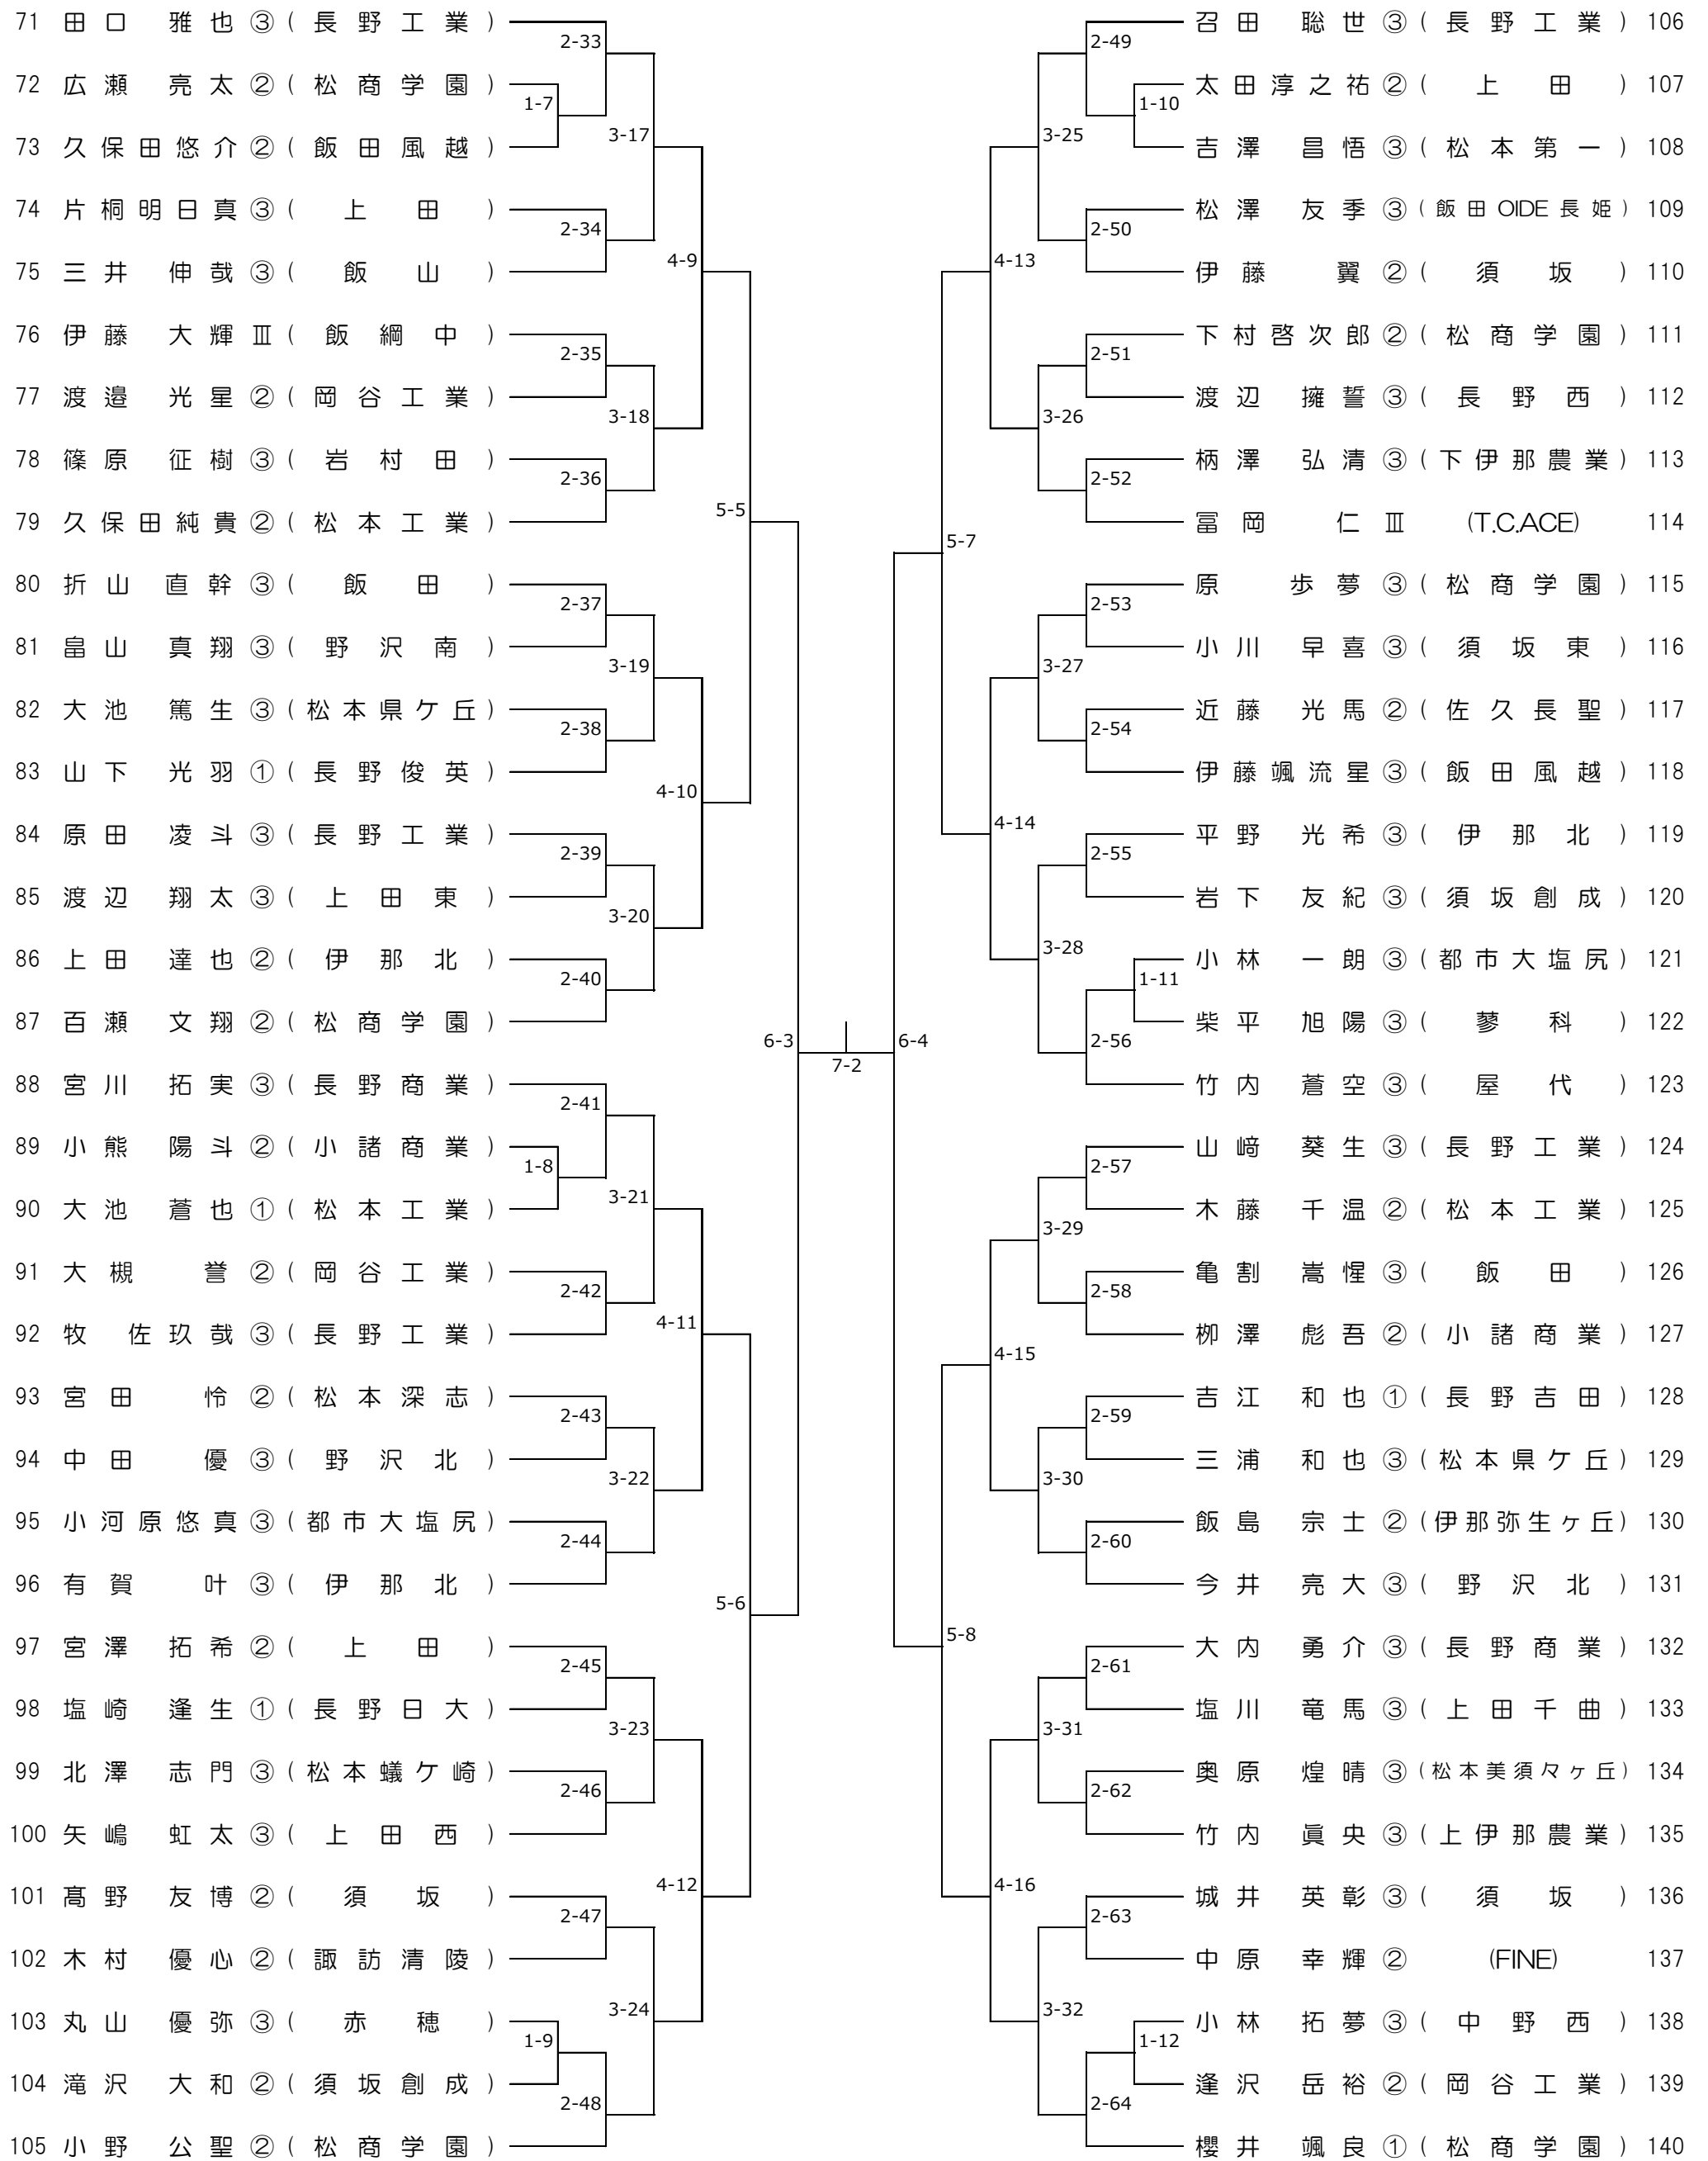 71 田口 雅也 ③ (長野工業)
72 広瀬 亮太 ② (松商学園)
73 久保田悠介 ② (飯田風越)
74 片桐明日真 ③ (上田)
75 三井 伸哉 ③ (飯山)
76 伊藤 大輝 Ⅲ (飯綱中)
77 渡邉 光星 ② (岡谷工業)
78 篠原 征樹 ③ (岩村田)
79 久保田純貴 ② (松本工業)
80 折山 直幹 ③ (飯田)
81 畠山 真翔 ③ (野沢南)
82 大池 篤生 ③ (松本県ケ丘)
83 山下 光羽 ① (長野俊英)
84 原田 凌斗 ③ (長野工業)
85 渡辺 翔太 ③ (上田東)
86 上田 達也 ② (伊那北)
87 百瀬 文翔 ② (松商学園)
88 宮川 拓実 ③ (長野商業)
89 小熊 陽斗 ② (小諸商業)
90 大池 蒼也 ① (松本工業)
91 大槻 誉 ② (岡谷工業)
92 牧 佐玖哉 ③ (長野工業)
93 宮田 怜 ② (松本深志)
94 中田 優 ③ (野沢北)
95 小河原悠真 ③ (都市大塩尻)
96 有賀 叶 ③ (伊那北)
97 宮澤 拓希 ② (上田)
98 塩崎 逢生 ① (長野日大)
99 北澤 志門 ③ (松本蟻ケ崎)
100 矢嶋 虹太 ③ (上田西)
101 髙野 友博 ② (須坂)
102 木村 優心 ② (諏訪清陵)
103 丸山 優弥 ③ (赤穂)
104 滝沢 大和 ② (須坂創成)
105 小野 公聖 ② (松商学園)
2-33
1-7
3-17
2-34
4-9
2-35
3-18
2-36
5-5
2-37
3-19
2-38
4-10
2-39
3-20
2-40
6-3
2-41
1-8
3-21
2-42
4-11
2-43
3-22
2-44
5-6
2-45
3-23
2-46
4-12
2-47
3-24
1-9
2-48
7-2
2-49
1-10
3-25
2-50
4-13
2-51
3-26
2-52
5-7
2-53
3-27
2-54
4-14
2-55
3-28
1-11
2-56
6-4
2-57
3-29
2-58
4-15
2-59
3-30
2-60
5-8
2-61
3-31
2-62
4-16
2-63
3-32
1-12
2-64
召田 聡世 ③ (長野工業) 106
太田淳之祐 ② (上田) 107
吉澤 昌悟 ③ (松本第一) 108
松澤 友季 ③ (飯田OIDE長姫) 109
伊藤 翼 ② (須坂) 110
下村啓次郎 ② (松商学園) 111
渡辺 擁誓 ③ (長野西) 112
柄澤 弘清 ③ (下伊那農業) 113
冨岡 仁 Ⅲ (T.C.ACE) 114
原 歩夢 ③ (松商学園) 115
小川 早喜 ③ (須坂東) 116
近藤 光馬 ② (佐久長聖) 117
伊藤颯流星 ③ (飯田風越) 118
平野 光希 ③ (伊那北) 119
岩下 友紀 ③ (須坂創成) 120
小林 一朗 ③ (都市大塩尻) 121
柴平 旭陽 ③ (蓼科) 122
竹内 蒼空 ③ (屋代) 123
山﨑 葵生 ③ (長野工業) 124
木藤 千温 ② (松本工業) 125
亀割 嵩惺 ③ (飯田) 126
栁澤 彪吾 ② (小諸商業) 127
吉江 和也 ① (長野吉田) 128
三浦 和也 ③ (松本県ケ丘) 129
飯島 宗士 ② (伊那弥生ヶ丘) 130
今井 亮大 ③ (野沢北) 131
大内 勇介 ③ (長野商業) 132
塩川 竜馬 ③ (上田千曲) 133
奥原 煌晴 ③ (松本美須々ヶ丘) 134
竹内 眞央 ③ (上伊那農業) 135
城井 英彰 ③ (須坂) 136
中原 幸輝 ② (FINE) 137
小林 拓夢 ③ (中野西) 138
逢沢 岳裕 ② (岡谷工業) 139
櫻井 颯良 ① (松商学園) 140